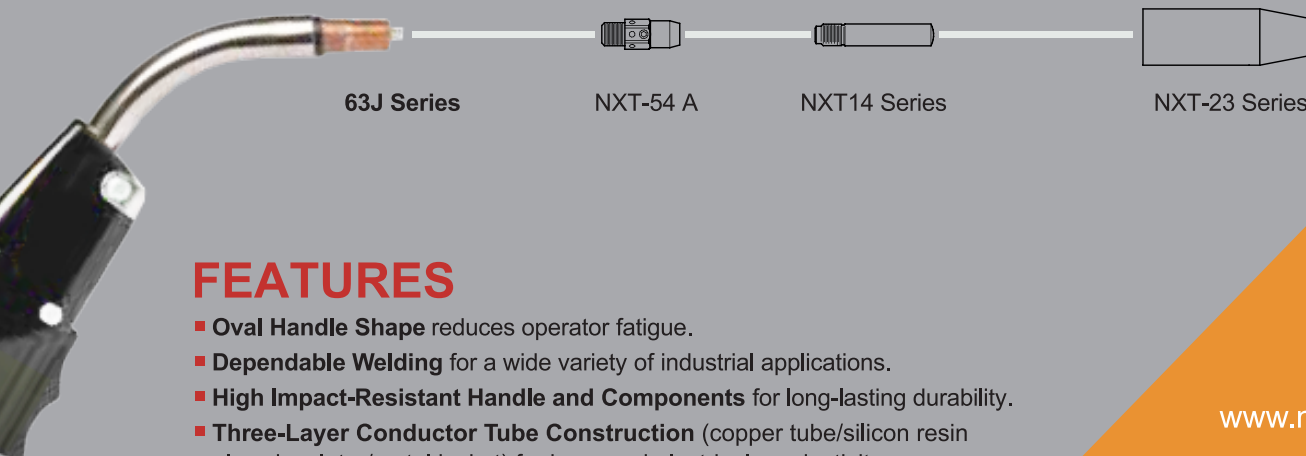 63J Series NXT-54 A NXT14 Series NXT-23 Series
FEATURES
▪ Oval Handle Shape reduces operator fatigue.
▪ Dependable Welding for a wide variety of industrial applications.
▪ High Impact-Resistant Handle and Components for long-lasting durability.
▪ Three-Layer Conductor Tube Construction (copper tube/silicon resin
www.